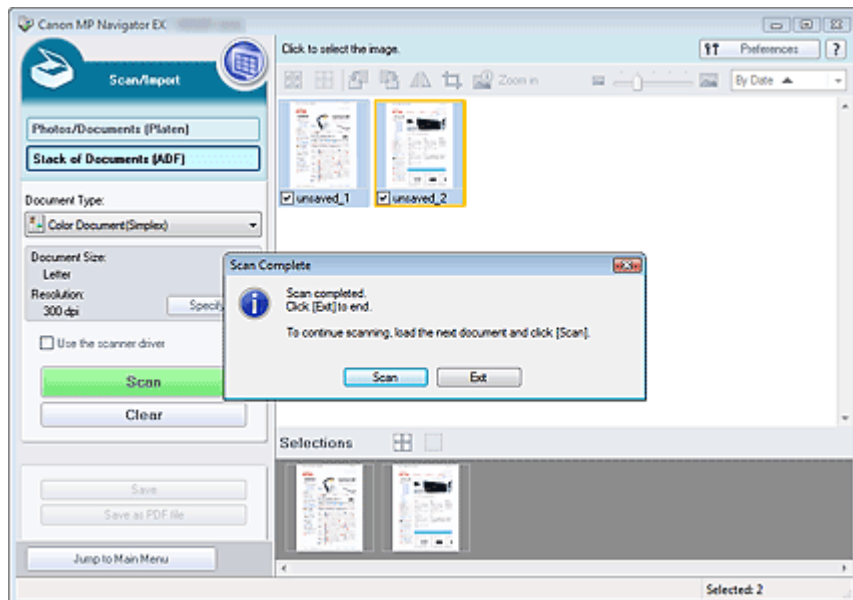 Canon MP Navigator EX
Click to select the image.
Preferences
?
Scan/Import
Zoom in
By Date
Photos/Documents (Platen)
Stack of Documents (ADF)
unsaved_1
unsaved_2
Document Type:
Color Document(Simplex)
Document Size:
Letter
Resolution:
300 dpi
Specify
Use the scanner driver
Scan
Clear
Scan Complete
Scan completed.
Click [Exit] to end.
To continue scanning, load the next document and click [Scan].
Scan
Exit
Selections
Save
Save as PDF file
Jump to Main Menu
Selected: 2